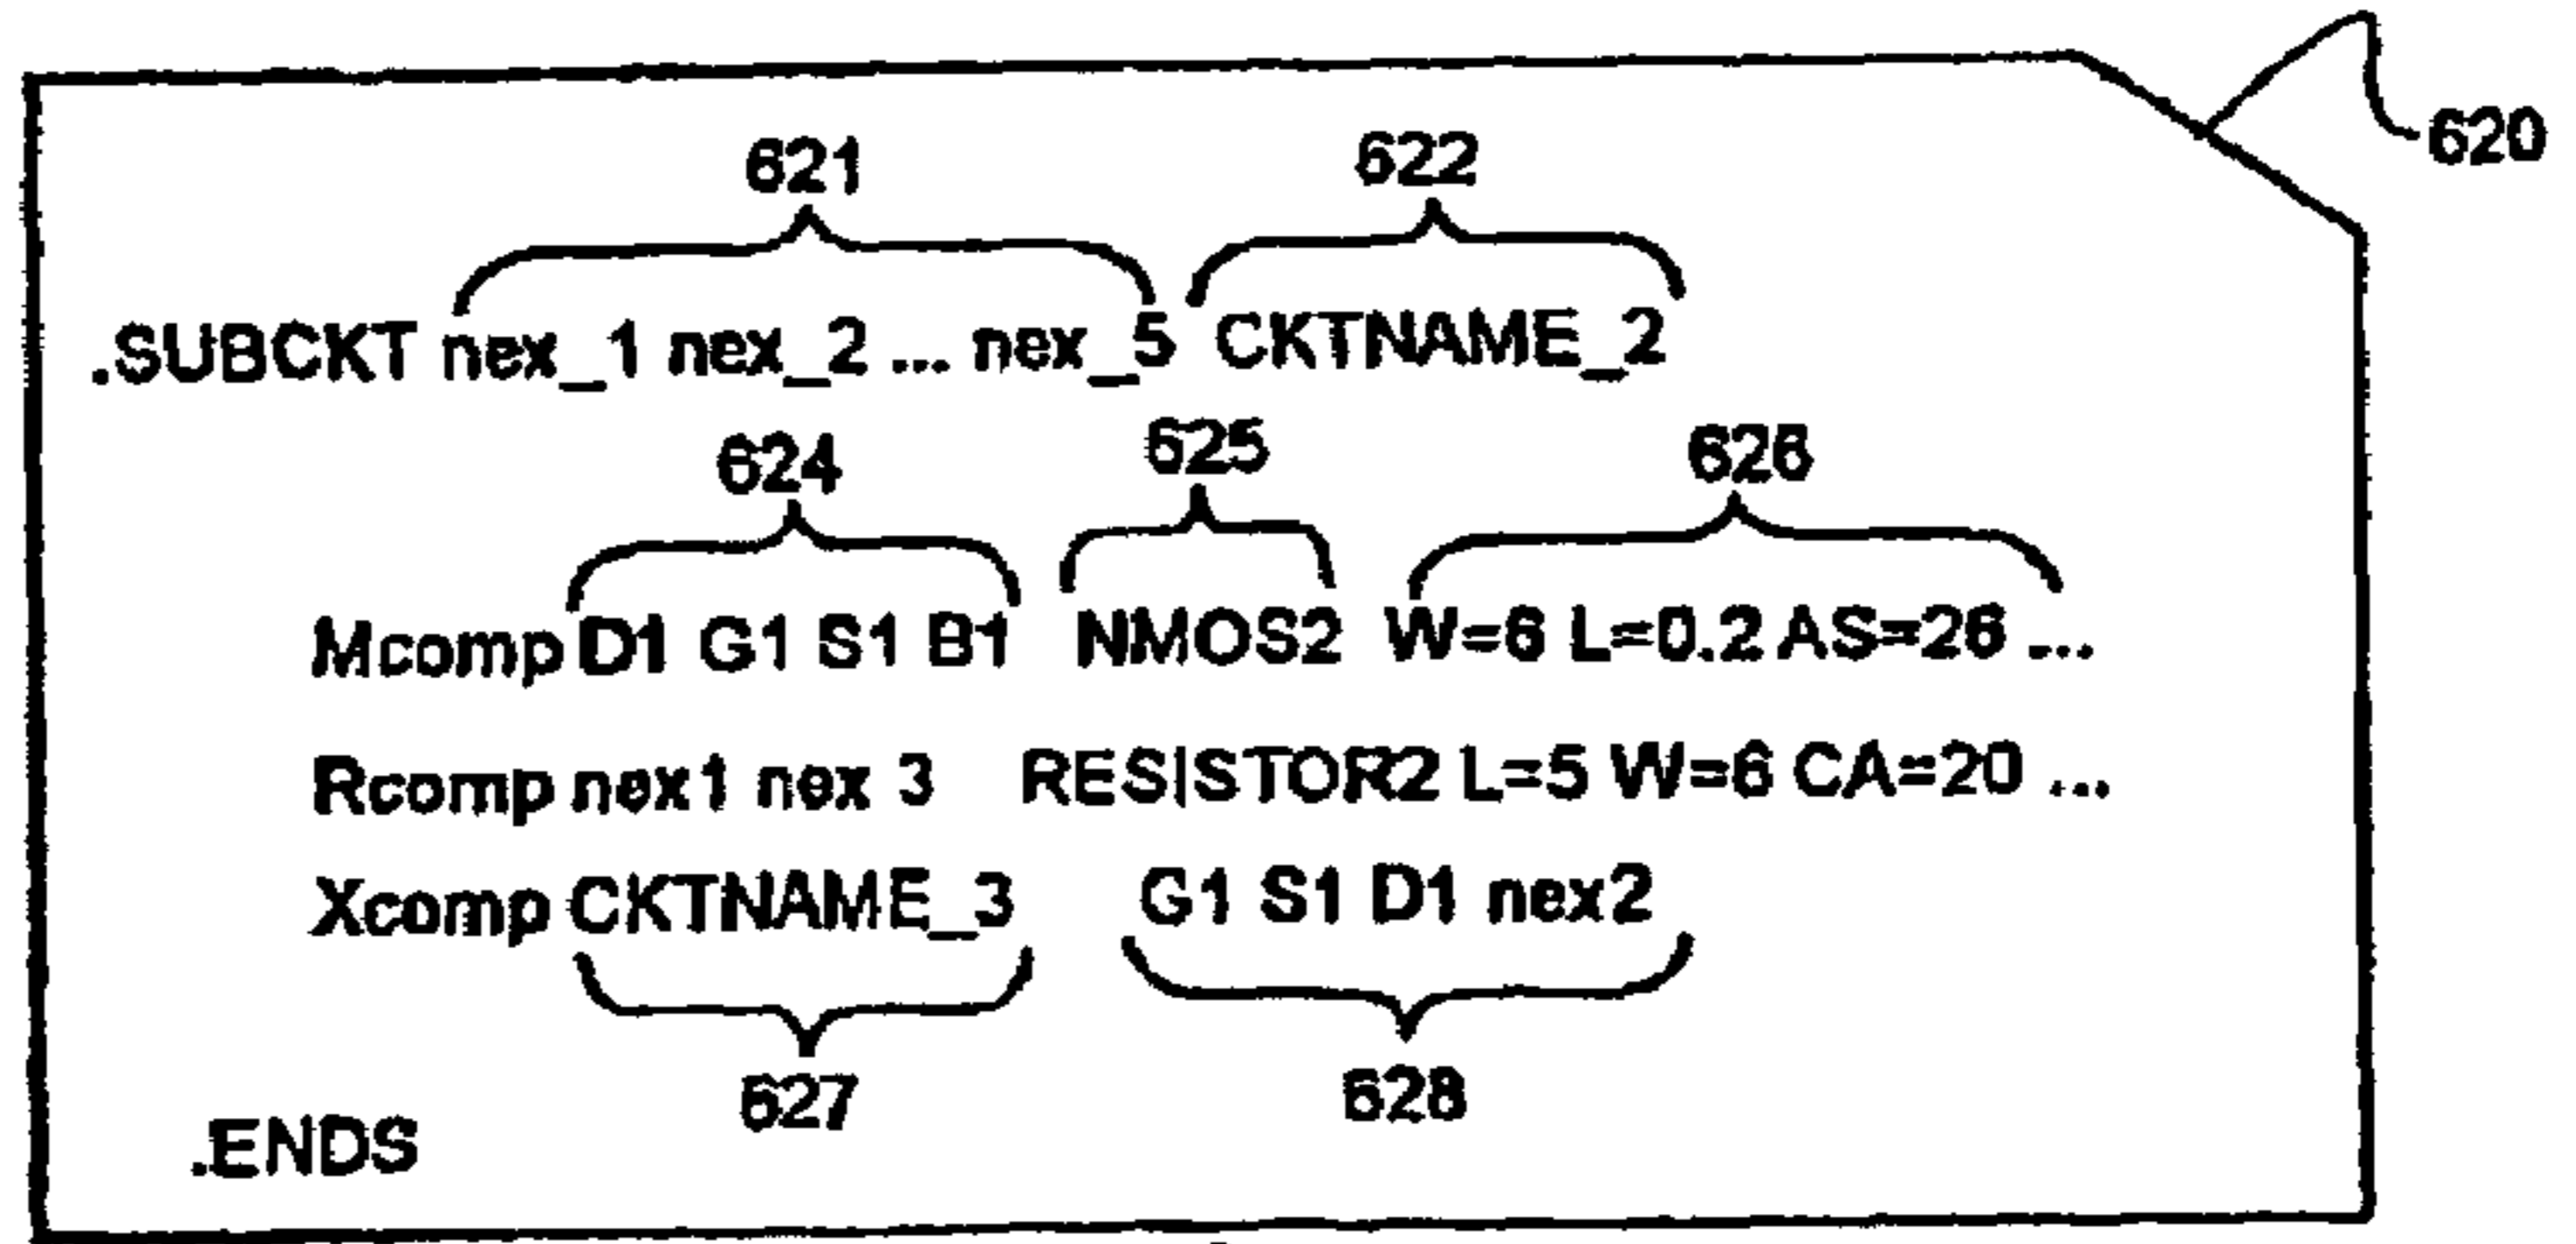 620
621 622
.SUBCKT nex_1 nex_2 ... nex_5 CKTNAME_2
624 625 626
Mcomp D1 G1 S1 B1 NMOS2 W=6 L=0.2 AS=26 ...
Rcomp nex1 nex 3 RESISTOR2 L=5 W=6 CA=20 ...
Xcomp CKTNAME_3 G1 S1 D1 nex2
627 628
.ENDS